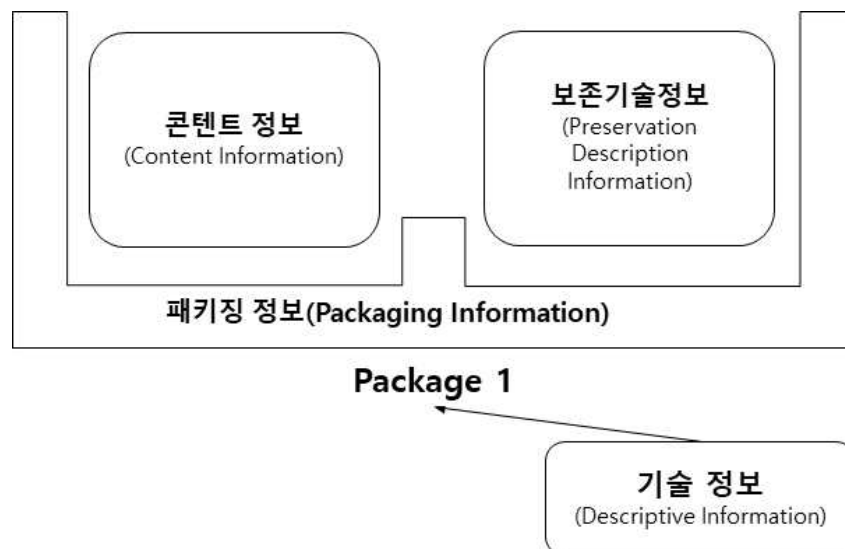 콘텐트 정보
(Content Information)
보존기술정보
(Preservation
Description
Information)
패키징 정보(Packaging Information)
Package 1
기술 정보
(Descriptive Information)